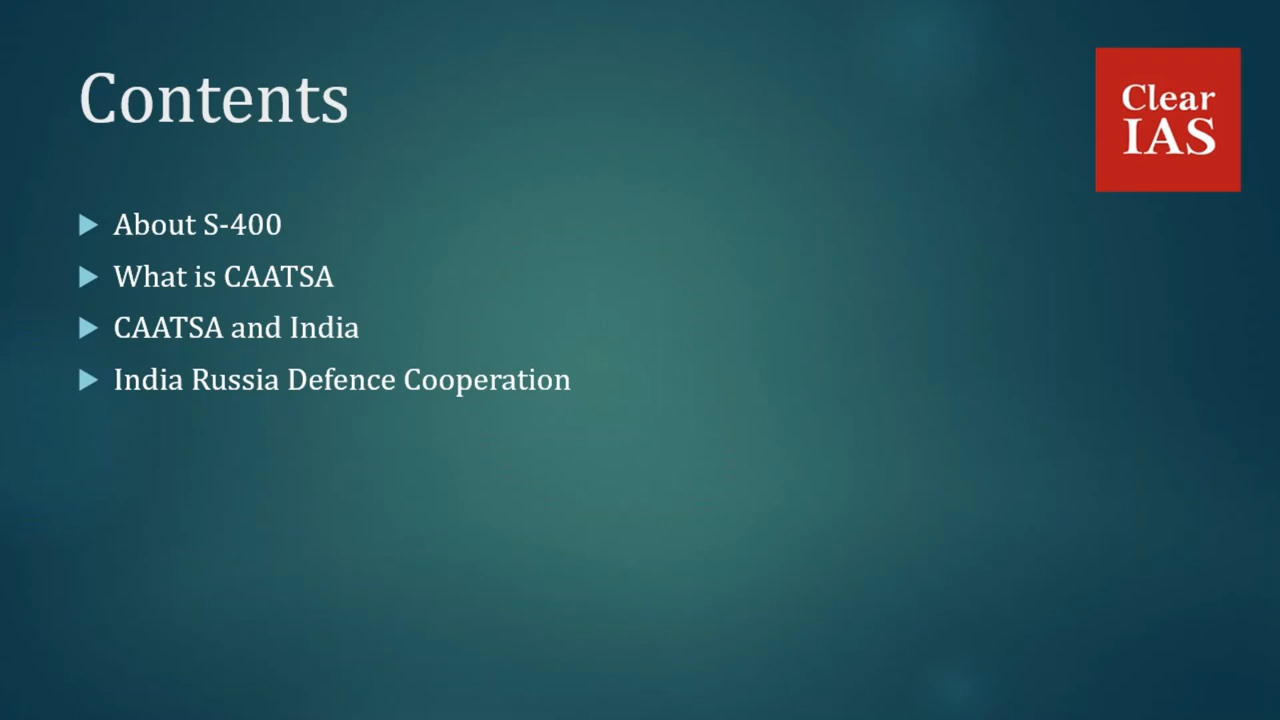 Contents
Clear
IAS
About S-400
What is CAATSA
CAATSA and India
India Russia Defence Cooperation